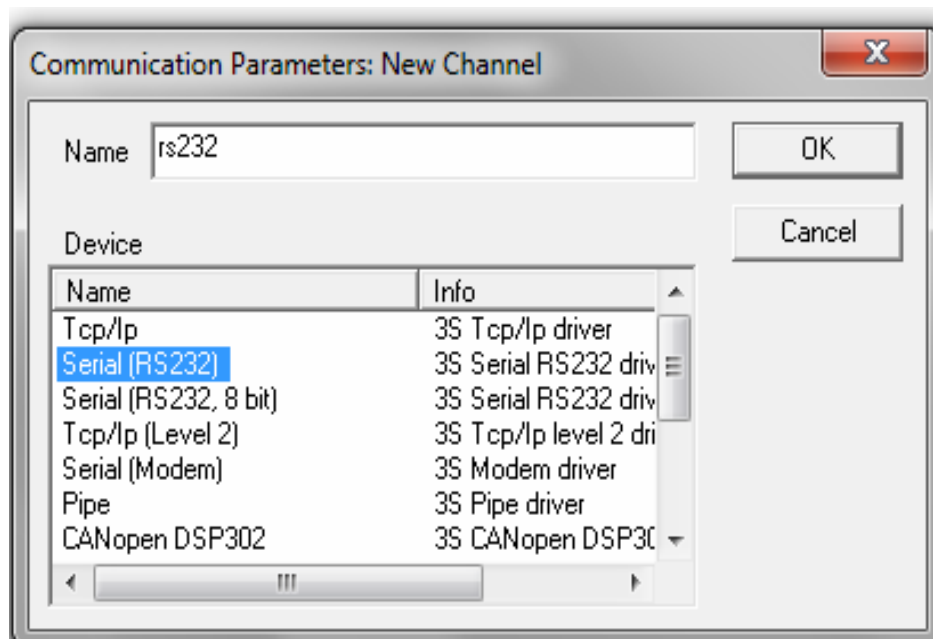 Communication Parameters: New Channel
Name rs232
OK
Cancel
Device
Name Info
Tcp/Ip 3S Tcp/Ip driver
Serial (RS232) 3S Serial RS232 driv
Serial (RS232, 8 bit) 3S Serial RS232 driv
Tcp/Ip (Level 2) 3S Tcp/Ip level 2 dri
Serial (Modem) 3S Modem driver
Pipe 3S Pipe driver
CANopen DSP302 3S CANopen DSP30